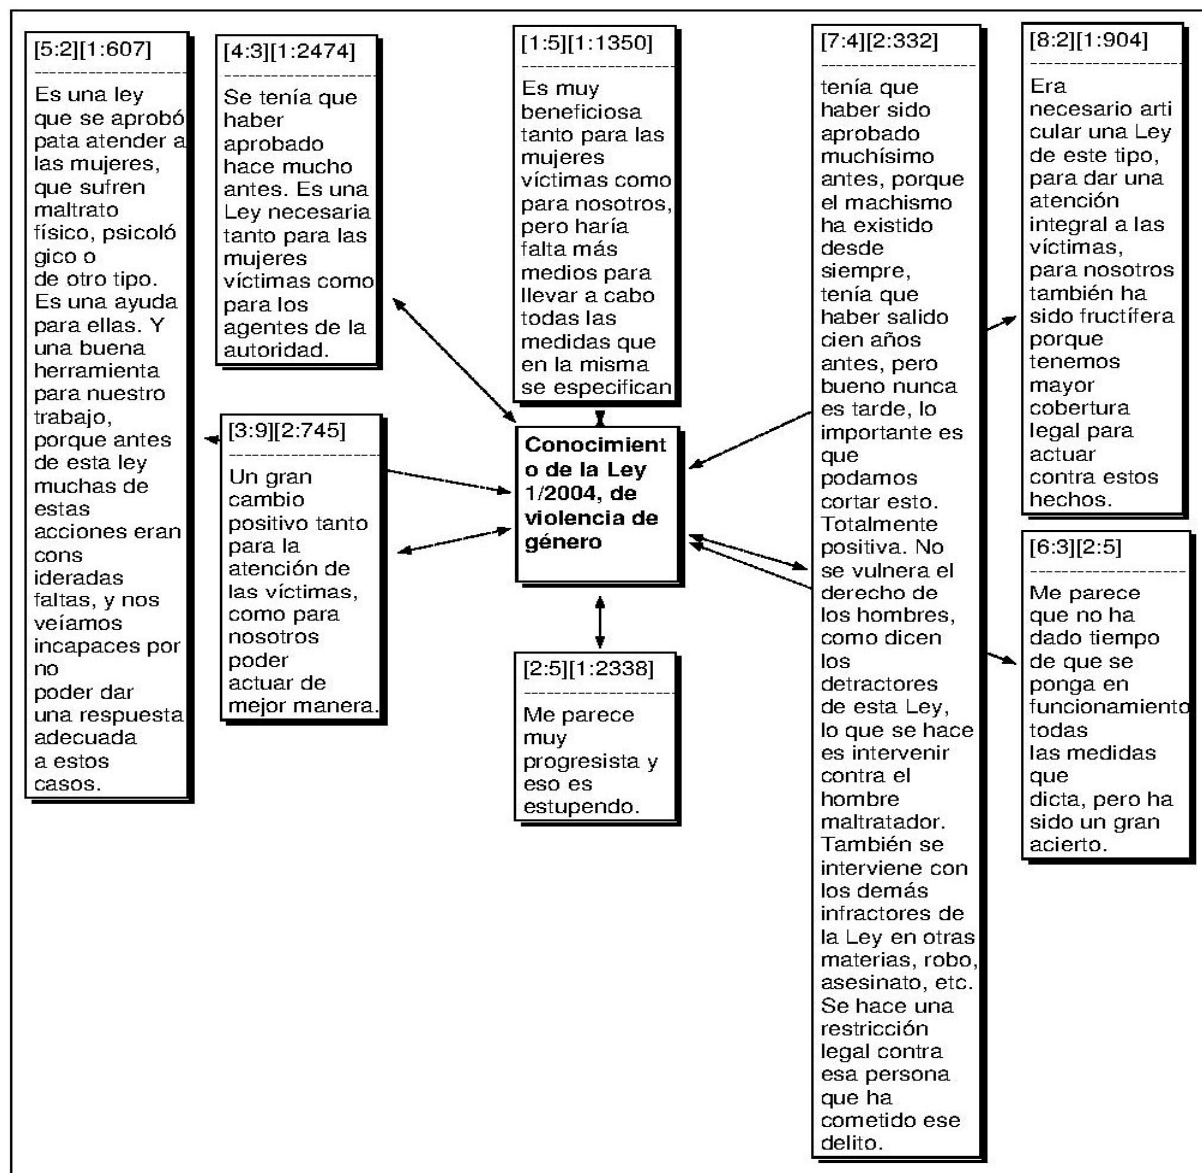 [5:2][1:607]
Es una ley
que se aprobó
pata atender a
las mujeres,
que sufren
maltrato
físico, psicoló
gico o
de otro tipo.
Es una ayuda
para ellas. Y
una buena
herramienta
para nuestro
trabajo,
porque antes
de esta ley
muchas de
estas
acciones eran
cons
ideradas
faltas, y nos
veíamos
incapaces por
no
poder dar
una respuesta
adecuada
a estos
casos.
[4:3][1:2474]
Se tenía que
haber
aprobado
hace mucho
antes. Es una
Ley necesaria
tanto para las
mujeres
víctimas como
para los
agentes de la
autoridad.
[3:9][2:745]
Un gran
cambio
positivo tanto
para la
atención de
las víctimas,
como para
nosotros
poder
actuar de
mejor manera.
[1:5][1:1350]
Es muy
beneficiosa
tanto para las
mujeres
víctimas como
para nosotros,
pero haría
falta más
medios para
llevar a cabo
todas las
medidas que
en la misma
se especifican
Conocimient
o de la Ley
1/2004, de
violencia de
género
[2:5][1:2338]
Me parece
muy
progresista y
eso es
estupendo.
[7:4][2:332]
tenía que
haber sido
aprobado
muchísimo
antes, porque
el machismo
ha existido
desde
siempre,
tenía que
haber salido
cien años
antes, pero
bueno nunca
es tarde, lo
importante es
que
podamos
cortar esto.
Totalmente
positiva. No
se vulnera el
derecho de
los hombres,
como dicen
los
detractores
de esta Ley,
lo que se hace
es intervenir
contra el
hombre
maltratador.
También se
interviene con
los demás
infractores de
la Ley en otras
materias, robo,
asesinato, etc.
Se hace una
restricción
legal contra
esa persona
que ha
cometido ese
delito.
[8:2][1:904]
Era
necesario arti
cular una Ley
de este tipo,
para dar una
atención
integral a las
víctimas,
para nosotros
también ha
sido fructífera
porque
tenemos
mayor
cobertura
legal para
actuar
contra estos
hechos.
[6:3][2:5]
Me parece
que no ha
dado tiempo
de que se
ponga en
funcionamiento
todas
las medidas
que
dicta, pero ha
sido un gran
acierto.